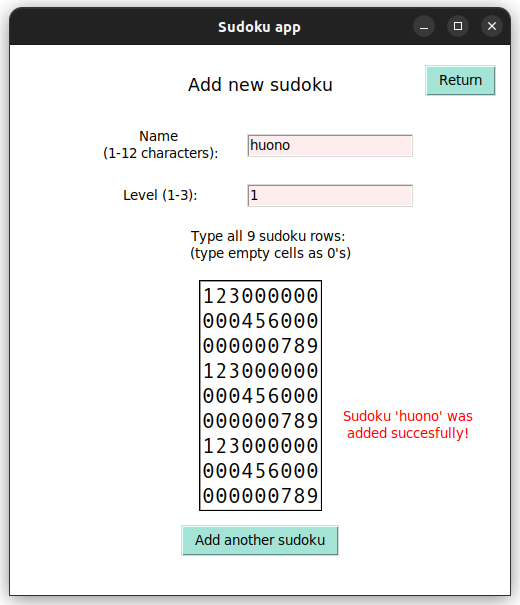 Sudoku app
Add new sudoku
Return
Name
(1-12 characters):
huono
Level (1-3):
1
Type all 9 sudoku rows:
(type empty cells as 0's)
123000000
000456000
000000789
123000000
000456000
000000789
123000000
000456000
000000789
Sudoku 'huono' was
added succesfully!
Add another sudoku